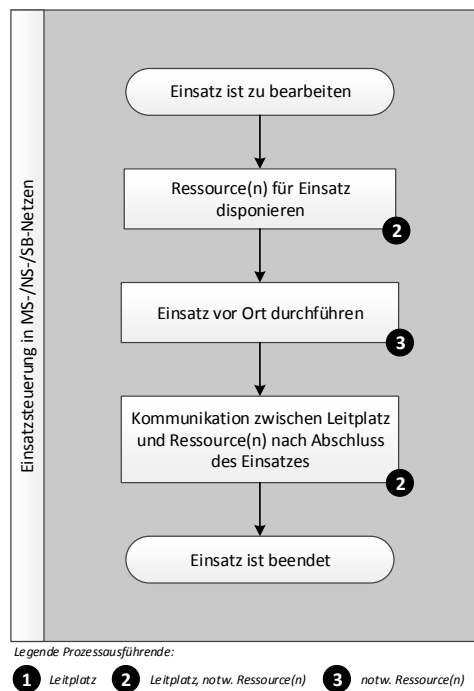 Einsatzsteuerung in MS-/NS-/SB-Netzen
Einsatz ist zu bearbeiten
Ressource(n) für Einsatz
disponieren
2
Einsatz vor Ort durchführen
3
Kommunikation zwischen Leitplatz
und Ressource(n) nach Abschluss
des Einsatzes
2
Einsatz ist beendet
Legende Prozessausführende:
1 Leitplatz 2 Leitplatz, notw. Ressource(n) 3 notw. Ressource(n)